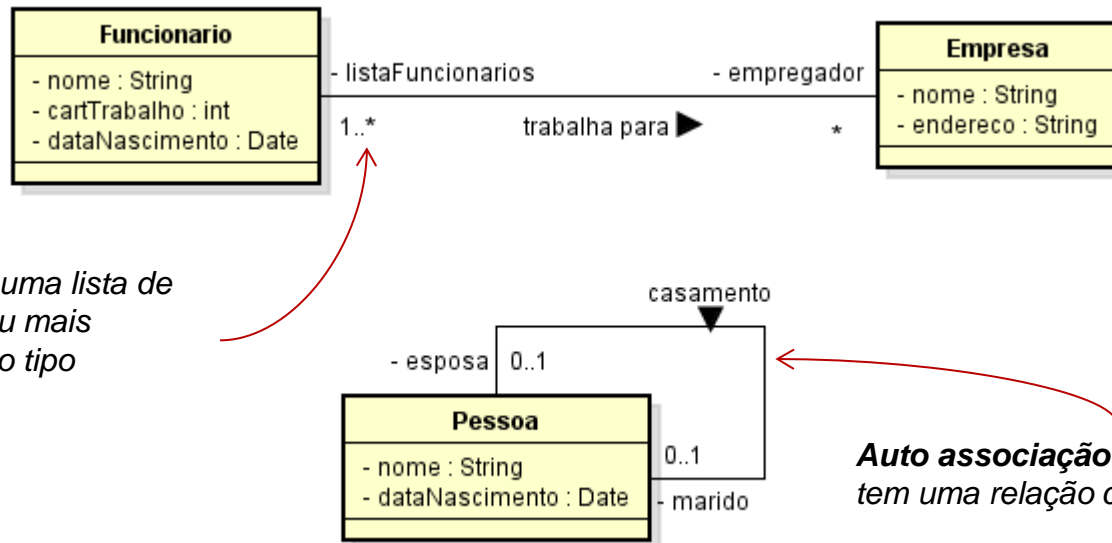 Funcionario
- nome : String
- cartTrabalho : int
- dataNascimento : Date
- listaFuncionarios
- empregador
1..*
trabalha para
*
Empresa
- nome : String
- endereco : String
uma lista de
u mais
o tipo
casamento
- esposa
0..1
Pessoa
- nome : String
- dataNascimento : Date
0..1
- marido
Auto associação
tem uma relação